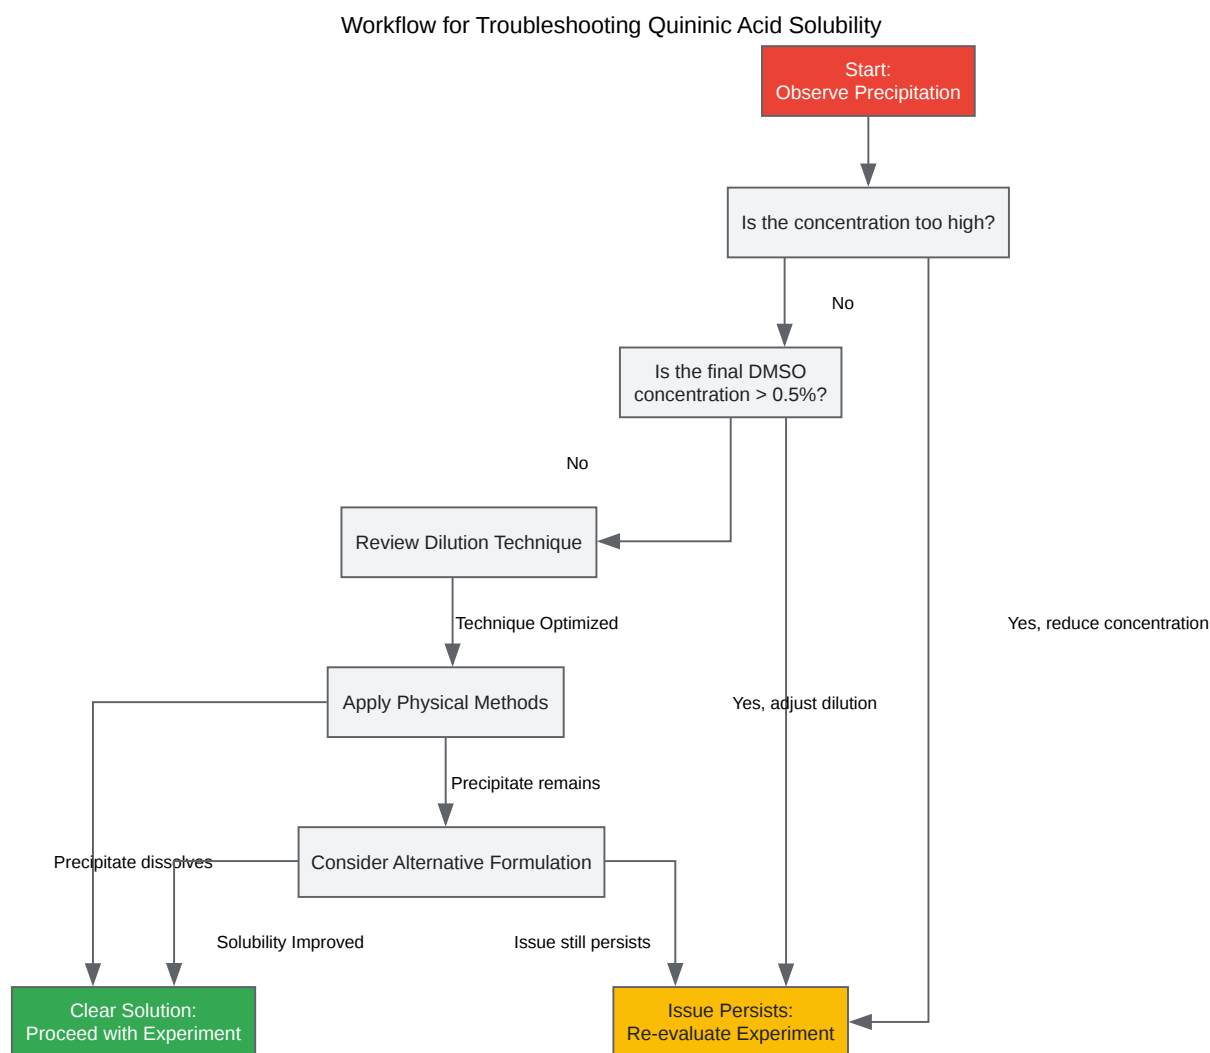 Workflow for Troubleshooting Quininic Acid Solubility
Start:
Observe Precipitation
Is the concentration too high?
No
Is the final DMSO
concentration > 0.5%?
No
Review Dilution Technique
Technique Optimized
Yes, reduce concentration
Apply Physical Methods
Yes, adjust dilution
Precipitate remains
Precipitate dissolves
Consider Alternative Formulation
Solubility Improved
Issue still persists
Clear Solution:
Proceed with Experiment
Issue Persists:
Re-evaluate Experiment